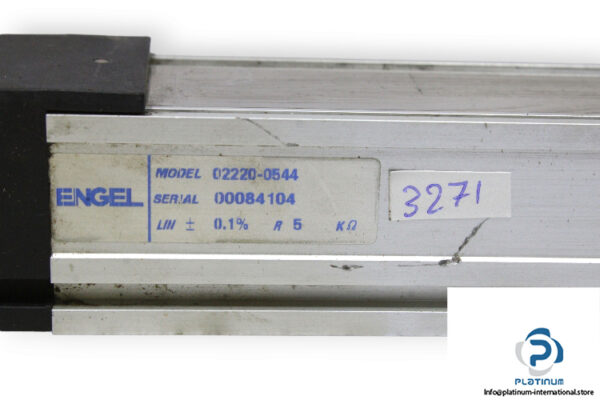 ENGEL
MODEL 02220-0544
SERIAL 00084104
LIN ± 0.1% R 5 KΩ
3271
PLATINUM
Info@platinum-international.store